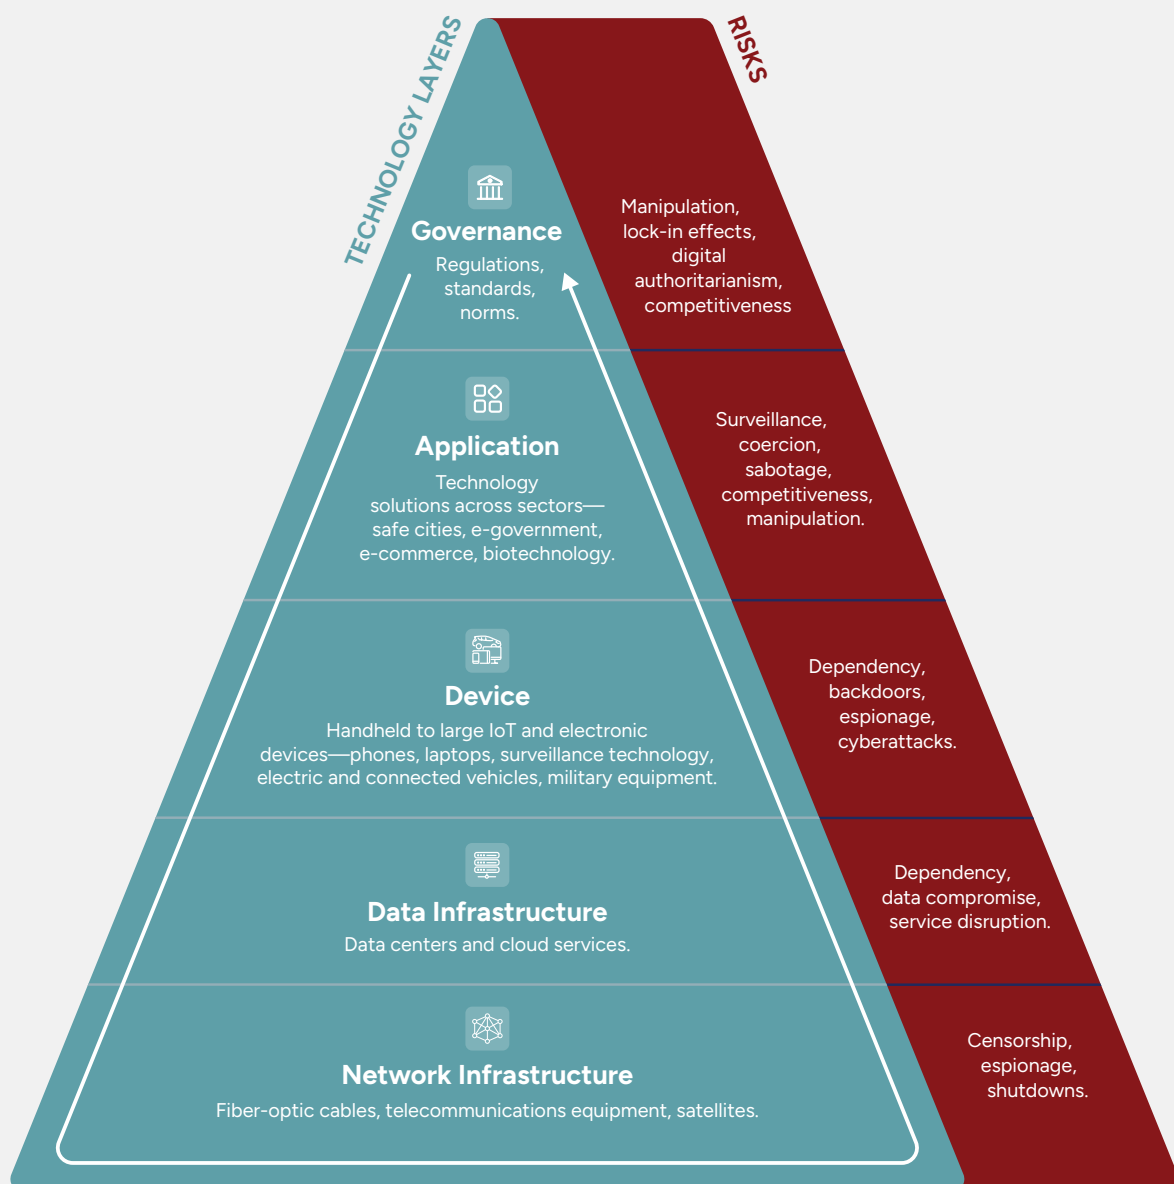 TECHNOLOGY LAYERS
RISKS
Governance
Regulations,
standards,
norms.
Manipulation,
lock-in effects,
digital
authoritarianism,
competitiveness
Application
Technology
solutions across sectors—
safe cities, e-government,
e-commerce, biotechnology.
Surveillance,
coercion,
sabotage,
competitiveness,
manipulation.
Device
Handheld to large IoT and electronic
devices—phones, laptops, surveillance technology,
electric and connected vehicles, military equipment.
Dependency,
backdoors,
espionage,
cyberattacks.
Data Infrastructure
Data centers and cloud services.
Dependency,
data compromise,
service disruption.
Network Infrastructure
Fiber-optic cables, telecommunications equipment, satellites.
Censorship,
espionage,
shutdowns.